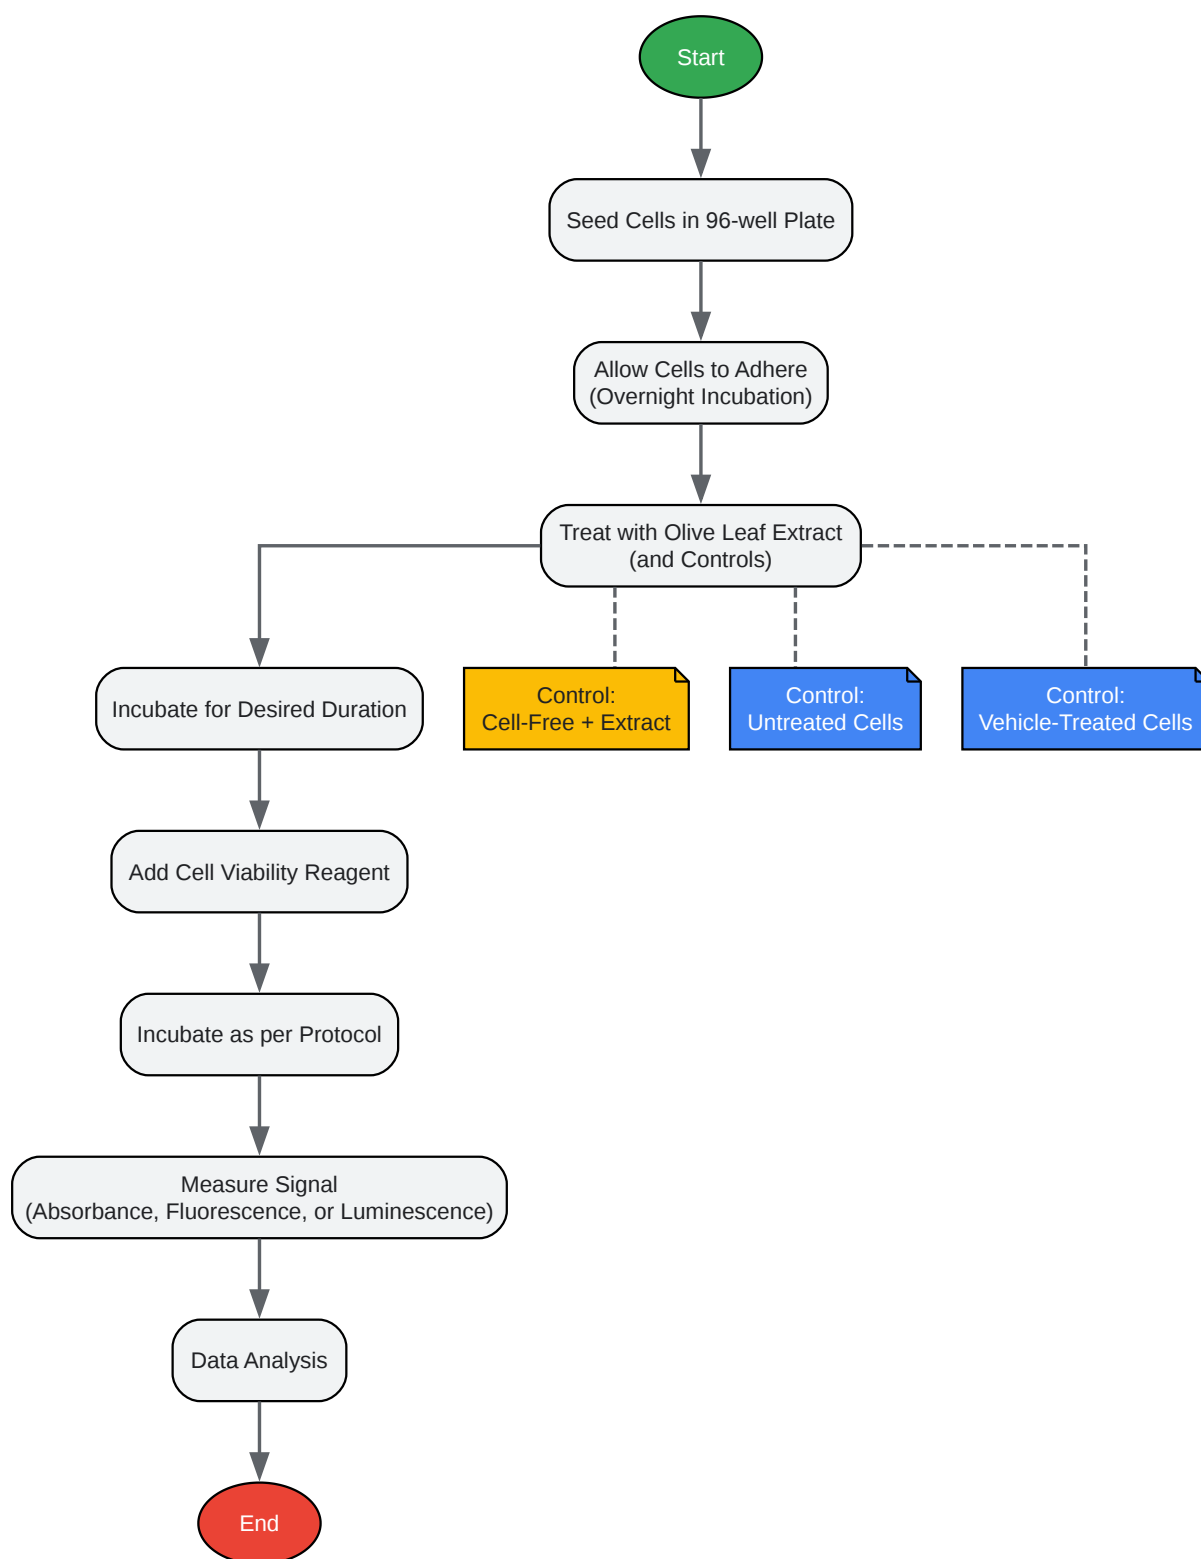 Start
Seed Cells in 96-well Plate
Allow Cells to Adhere
(Overnight Incubation)
Treat with Olive Leaf Extract
(and Controls)
Incubate for Desired Duration
Control:
Cell-Free + Extract
Control:
Untreated Cells
Control:
Vehicle-Treated Cells
Add Cell Viability Reagent
Incubate as per Protocol
Measure Signal
(Absorbance, Fluorescence, or Luminescence)
Data Analysis
End